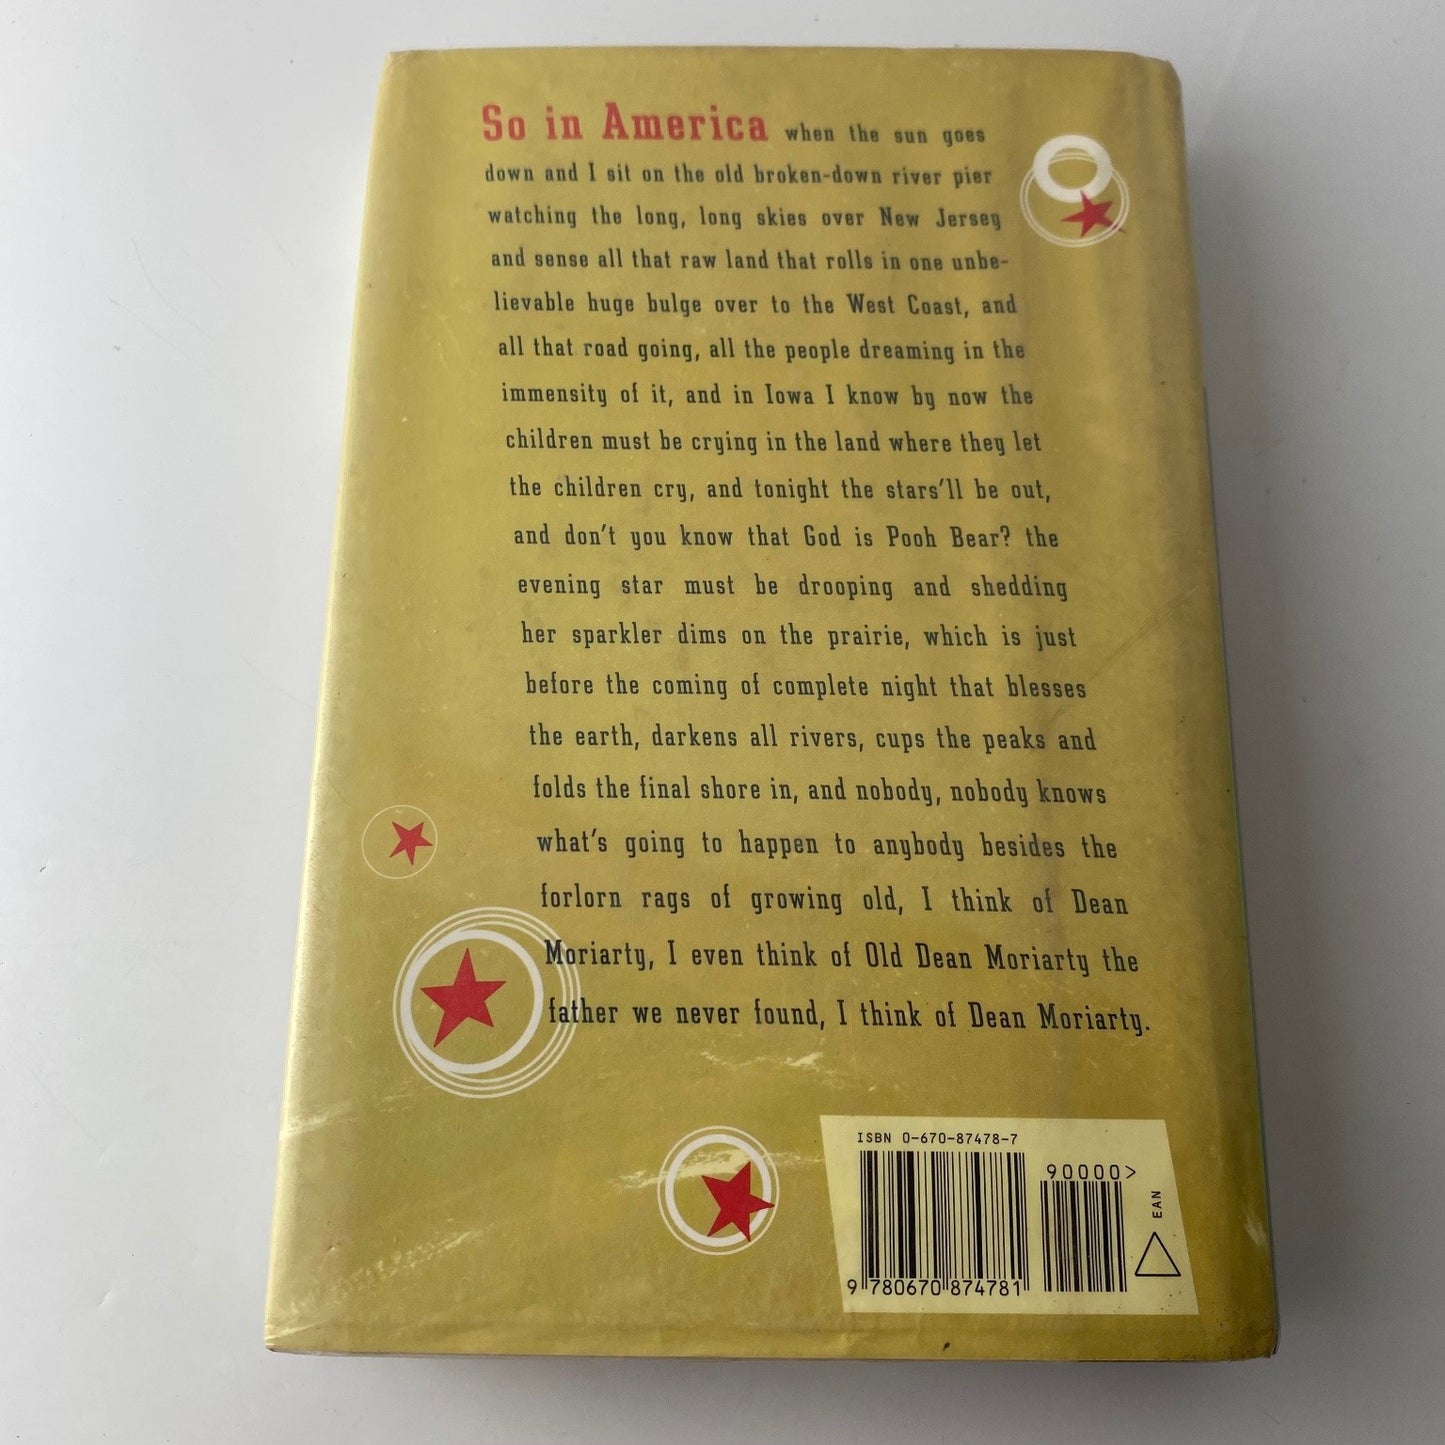 So in America when the sun goes
down and I sit on the old broken-down river pier
watching the long, long skies over New Jersey
and sense all that raw land that rolls in one unbe-
lievable huge bulge over to the West Coast, and
all that road going, all the people dreaming in the
immensity of it, and in Iowa I know by now the
children must be crying in the land where they let
the children cry, and tonight the stars'll be out,
and don't you know that God is Pooh Bear? the
evening star must be drooping and shedding
her sparkler dims on the prairie, which is just
before the coming of complete night that blesses
the earth, darkens all rivers, cups the peaks and
folds the final shore in, and nobody, nobody knows
what's going to happen to anybody besides the
forlorn rags of growing old, I think of Dean
Moriarty, I even think of Old Dean Moriarty the
father we never found, I think of Dean Moriarty.
ISBN 0-670-87478-7
90000>
EAN
9 780670 874781